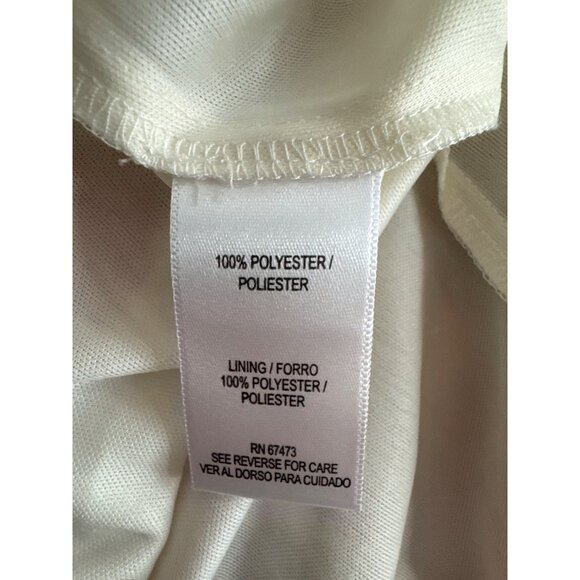 100% POLYESTER /
POLIESTER
LINING / FORRO
100% POLYESTER /
POLIESTER
RN 67473
SEE REVERSE FOR CARE
VER AL DORSO PARA CUIDADO